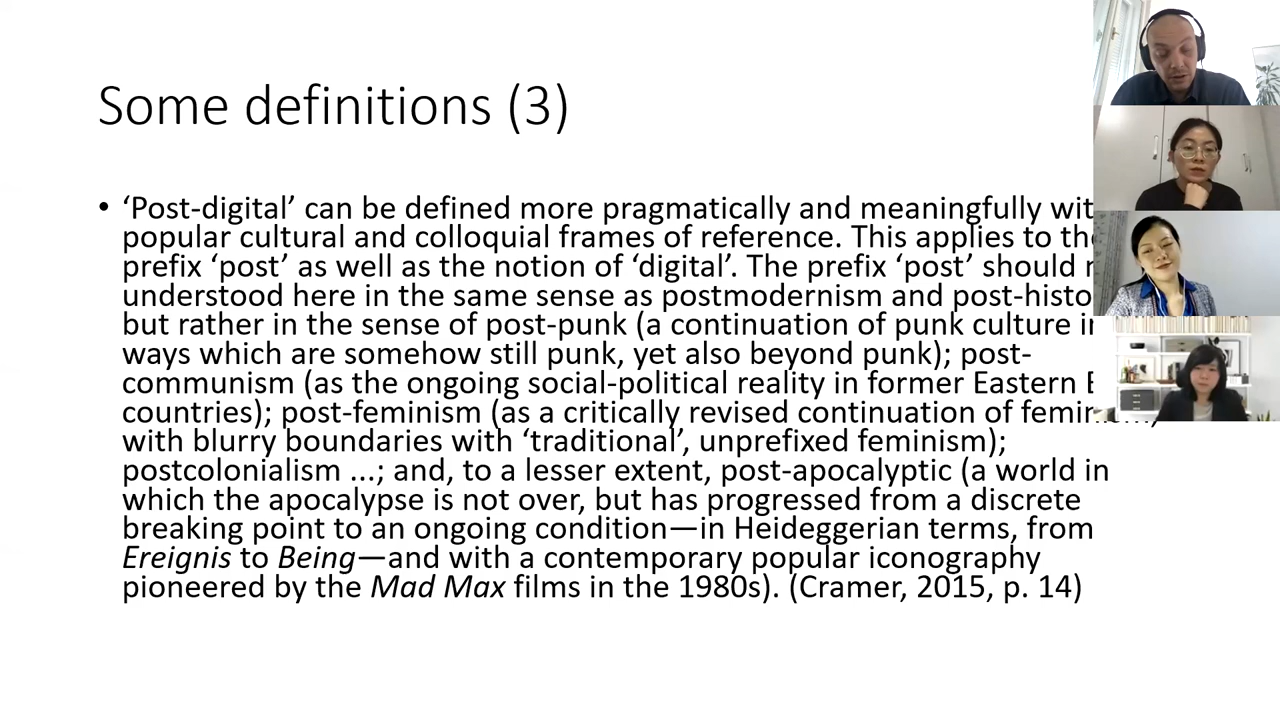 Some definitions (3)
• ‘Post-digital’ can be defined more pragmatically and meaningfully
popular cultural and colloquial frames of reference. This applies to
prefix ‘post’ as well as the notion of ‘digital’. The prefix ‘post’ should
understood here in the same sense as postmodernism and
but rather in the sense of post-punk (a continuation of punk culture
ways which are somehow still punk, yet also beyond punk); post-
communism (as the ongoing social-political reality in former Eastern
countries); post-feminism (as a critically revised continuation of
with blurry boundaries with ‘traditional’, unprefixed feminism);
postcolonialism ...; and, to a lesser extent, post-apocalyptic (a world in
which the apocalypse is not over, but has progressed from a discrete
breaking point to an ongoing condition—in Heideggerian terms, from
Ereignis to Being—and with a contemporary popular iconography
pioneered by the Mad Max films in the 1980s). (Cramer, 2015, p. 14)